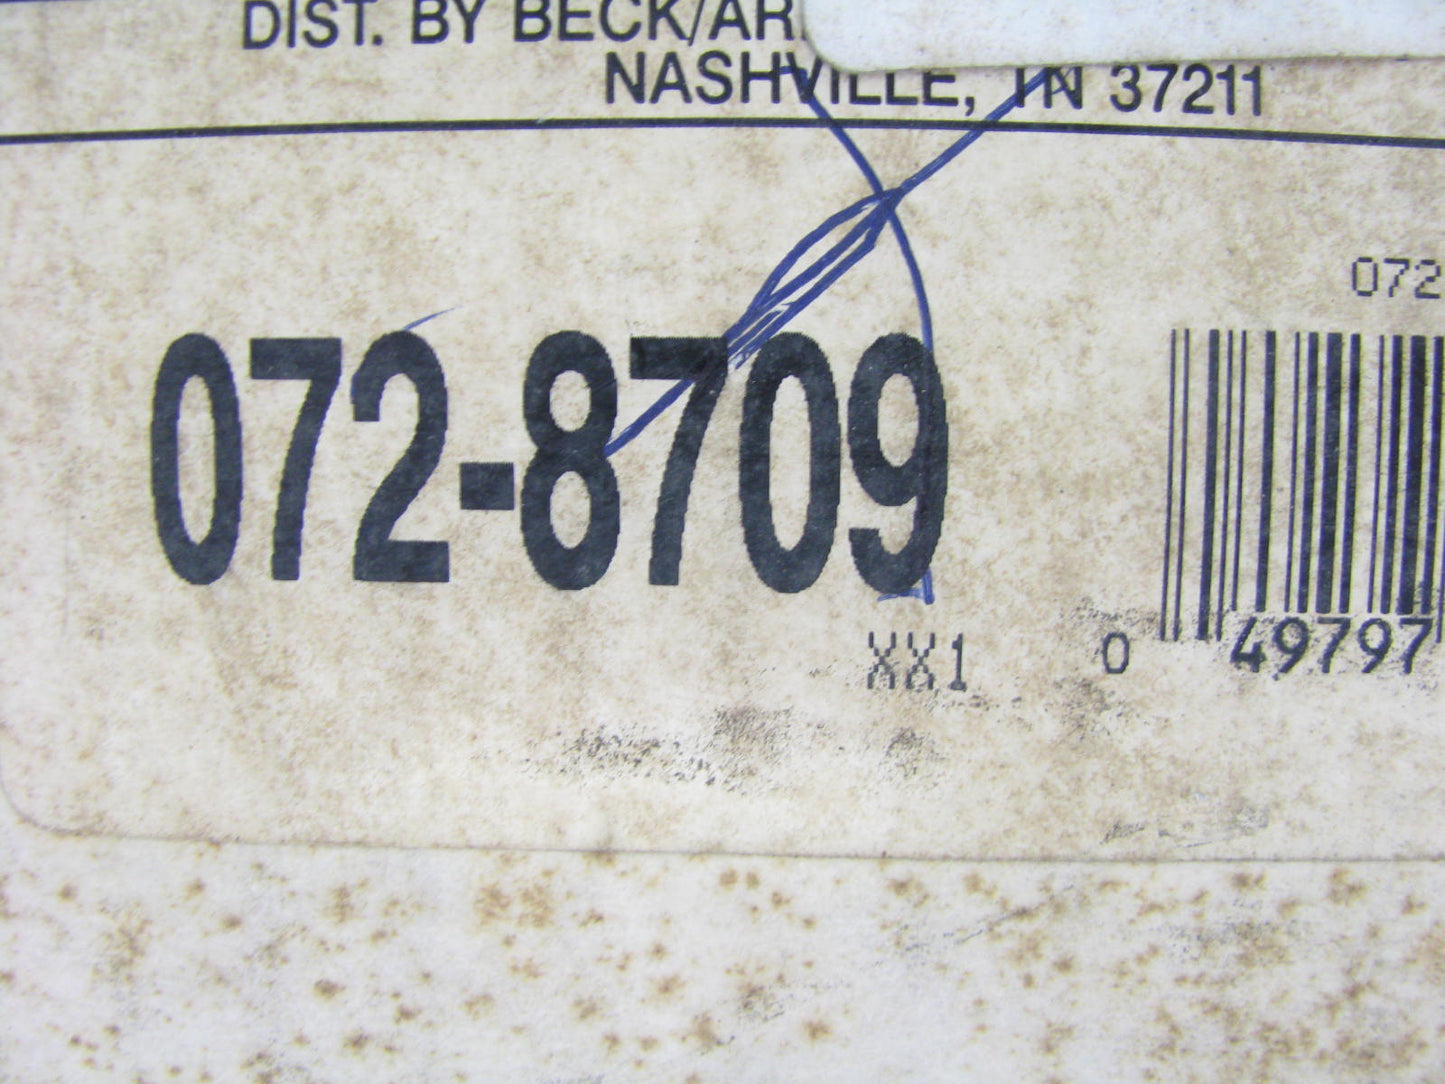 DIST. BY BECK/AR
NASHVILLE, TN 37211
072
072-8709
XX1
0 49797